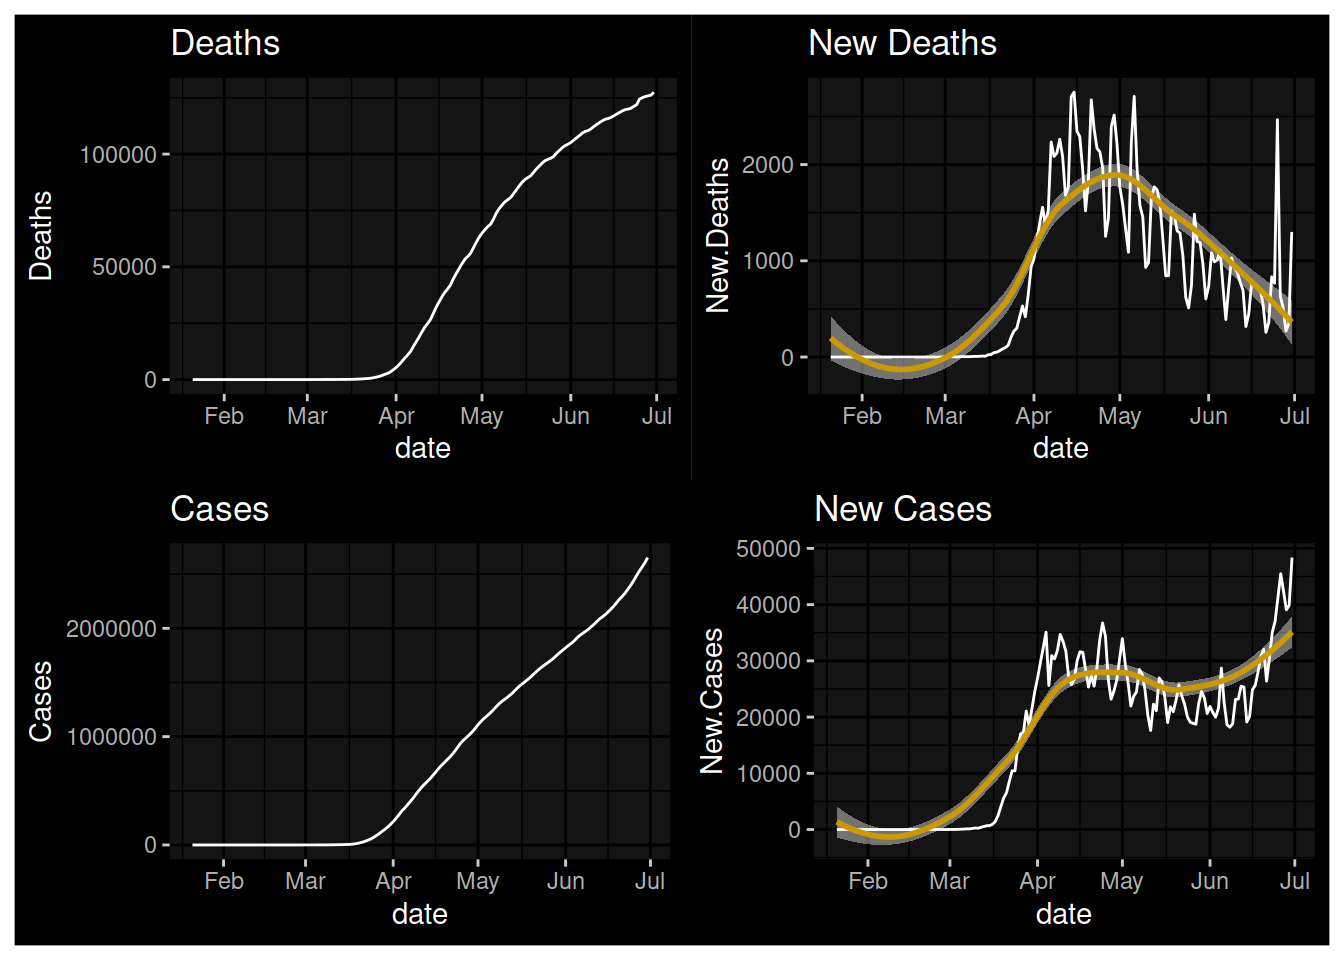 Deaths
Deaths
100000
50000
0
Feb Mar Apr May Jun Jul
date
New Deaths
New.Deaths
2000
1000
0
Feb Mar Apr May Jun Jul
date
Cases
Cases
2000000
1000000
0
Feb Mar Apr May Jun Jul
date
New Cases
New.Cases
50000
40000
30000
20000
10000
0
Feb Mar Apr May Jun Jul
date